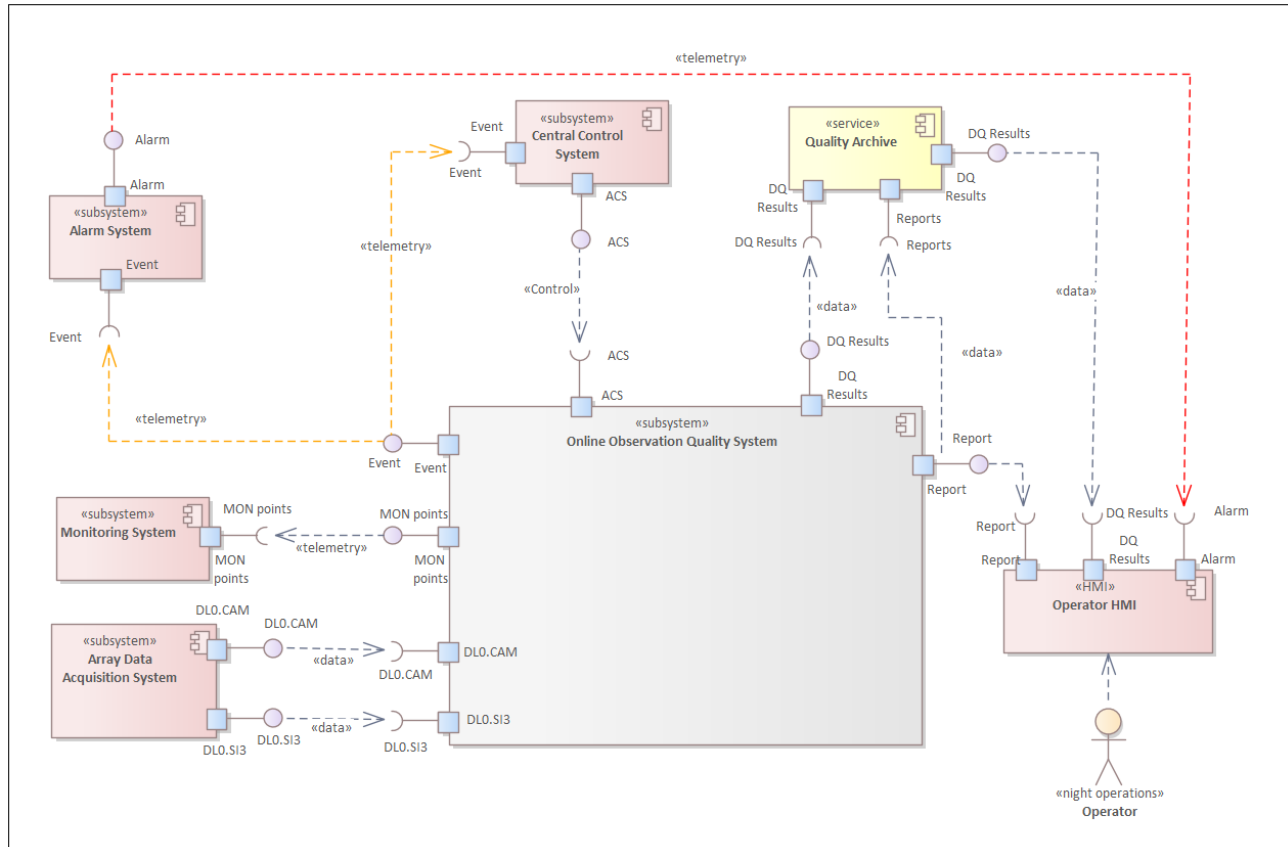 «telemetry»
Alarm
Alarm
«subsystem»
Alarm System
Event
Event
«telemetry»
«telemetry»
Event
Event
«subsystem»
Central Control
System
ACS
ACS
«Control»
ACS
ACS
«service»
Quality Archive
DQ Results
DQ
Results
DQ
Results
Reports
DQ Results
Reports
«data»
«data»
«data»
DQ Results
DQ
Results
«subsystem»
Online Observation Quality System
Event
Event
Report
Report
«subsystem»
Monitoring System
MON points
MON
points
«telemetry»
MON points
MON
points
«subsystem»
Array Data
Acquisition System
DL0.CAM
DL0.CAM
«data»
DL0.CAM
DL0.CAM
DL0.SI3
DL0.SI3
«data»
DL0.SI3
DL0.SI3
Report
Report
DQ Results
DQ
Results
Alarm
Alarm
«HMI»
Operator HMI
«night operations»
Operator